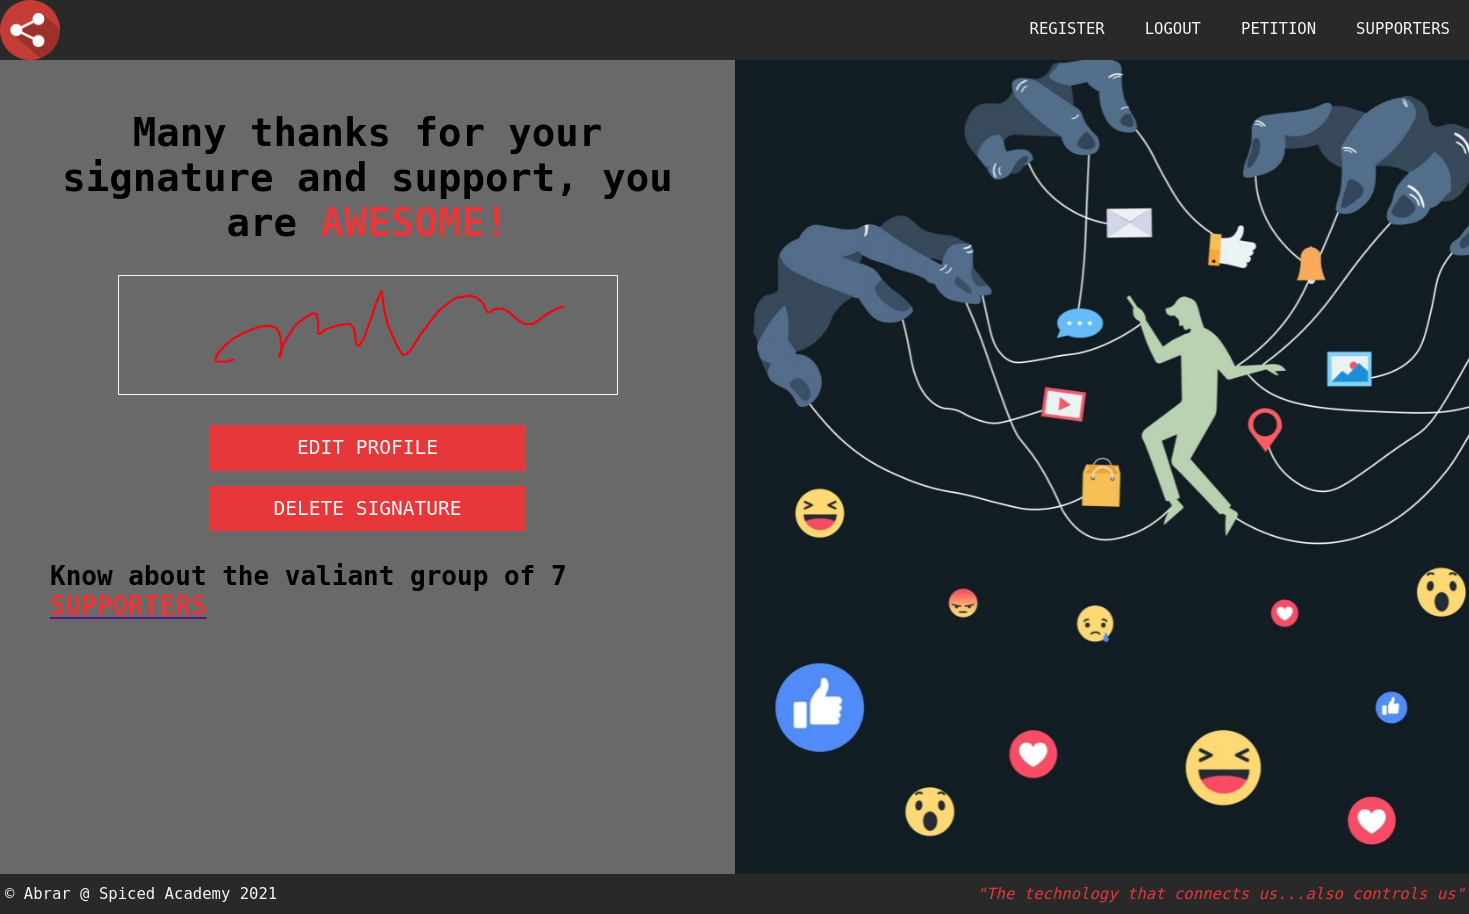 REGISTER LOGOUT PETITION SUPPORTERS
Many thanks for your
signature and support, you
are AWESOME!
EDIT PROFILE
DELETE SIGNATURE
Know about the valiant group of 7
SUPPORTERS
© Abrar @ Spiced Academy 2021
"The technology that connects us...also controls us"